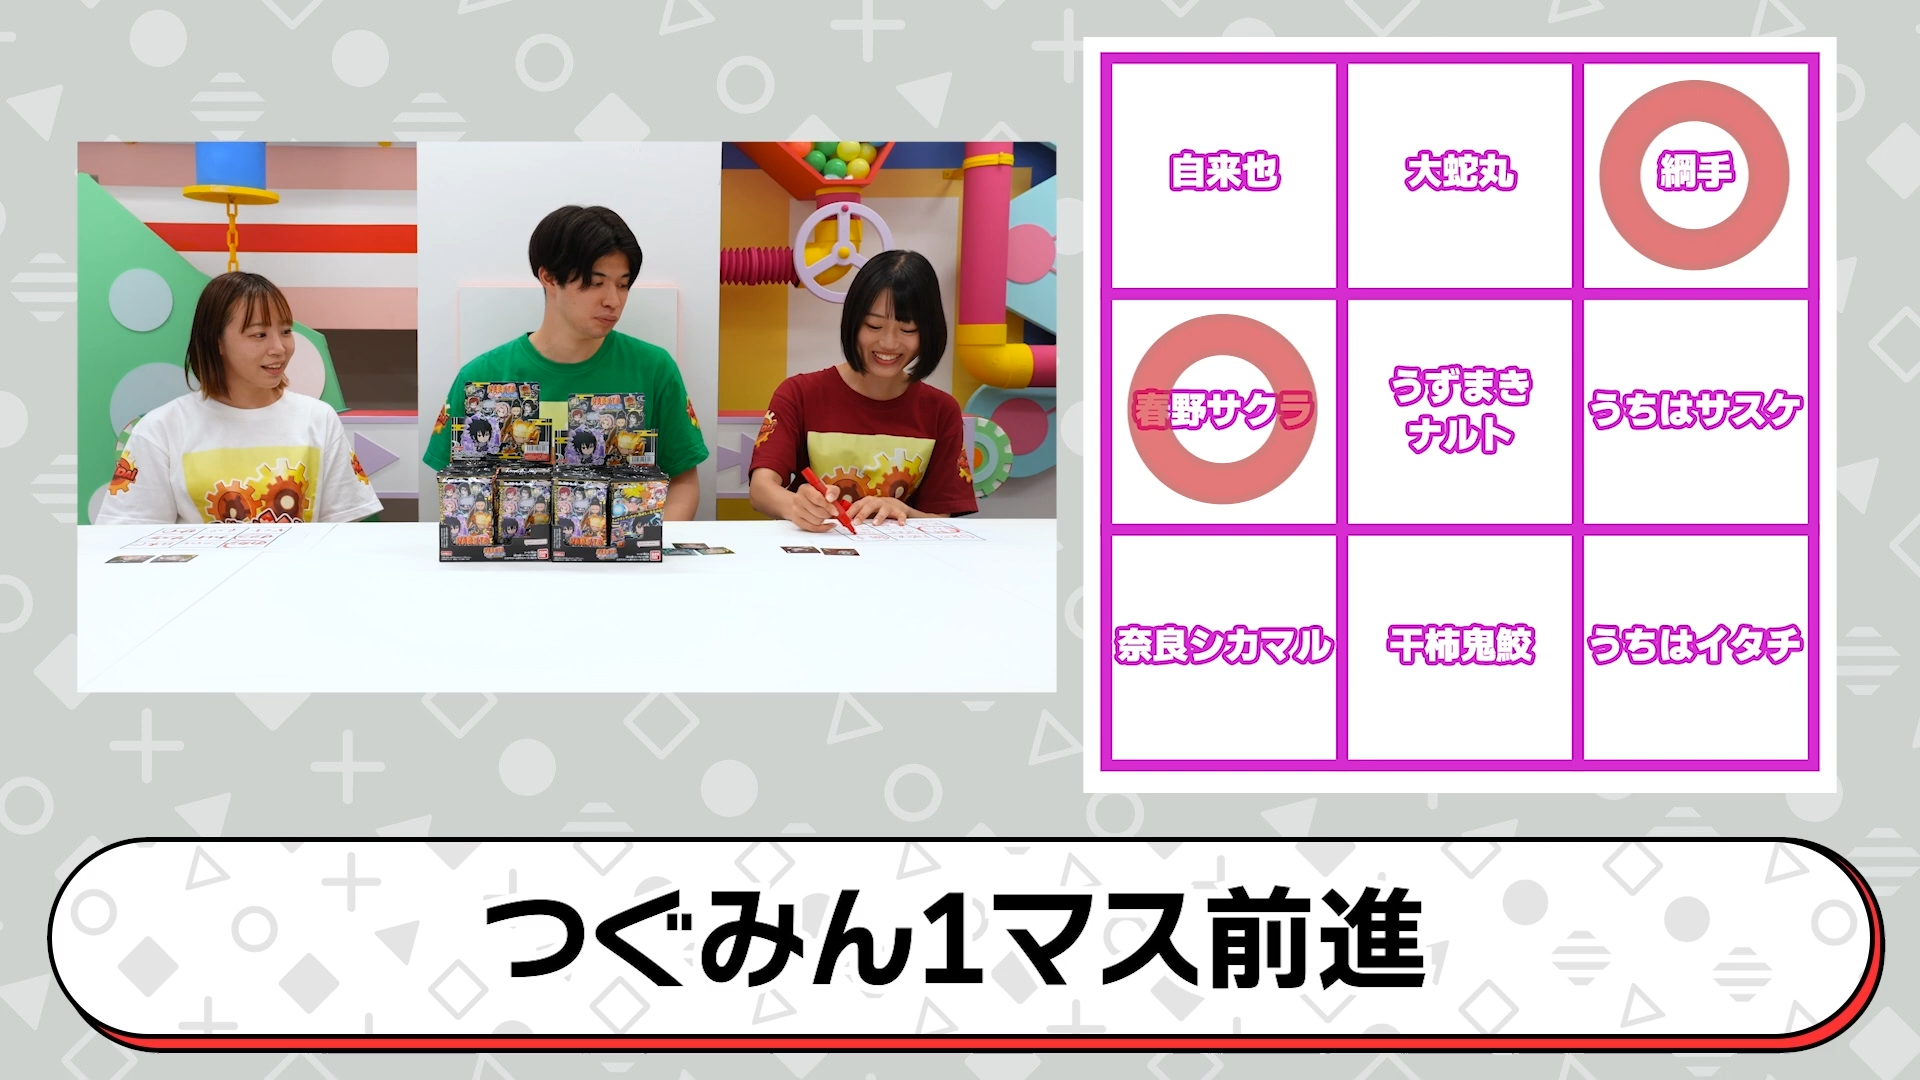 自来也
大蛇丸
綱手
春野サクラ
うずまき
ナルト
うちはサスケ
奈良シカマル
干柿鬼鮫
うちはイタチ
つぐみん1マス前進